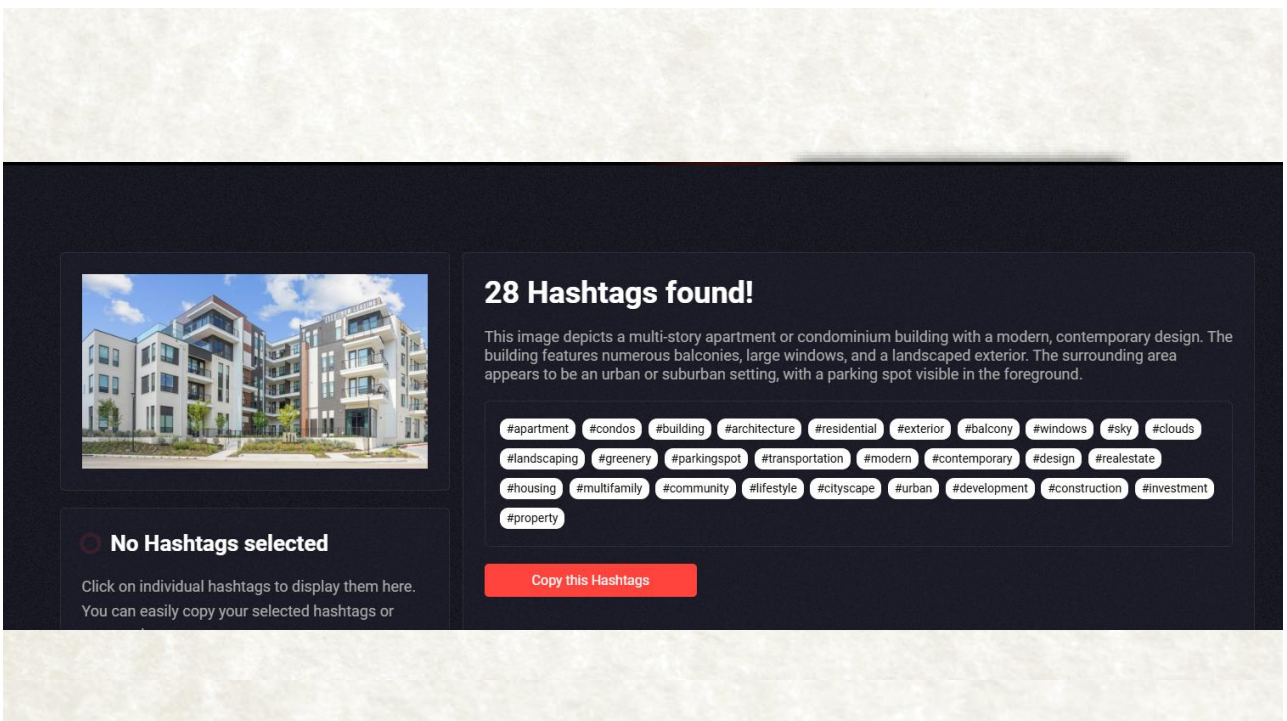 28 Hashtags found!
This image depicts a multi-story apartment or condominium building with a modern, contemporary design. The
building features numerous balconies, large windows, and a landscaped exterior. The surrounding area
appears to be an urban or suburban setting, with a parking spot visible in the foreground.
#apartment #condos #building #architecture #residential #exterior #balcony #windows #sky #clouds
#landscaping #greenery #parkingspot #transportation #modern #contemporary #design #realestate
#housing #multifamily #community #lifestyle #cityscape #urban #development #construction #investment
#property
Copy this Hashtags
No Hashtags selected
Click on individual hashtags to display them here.
You can easily copy your selected hashtags or